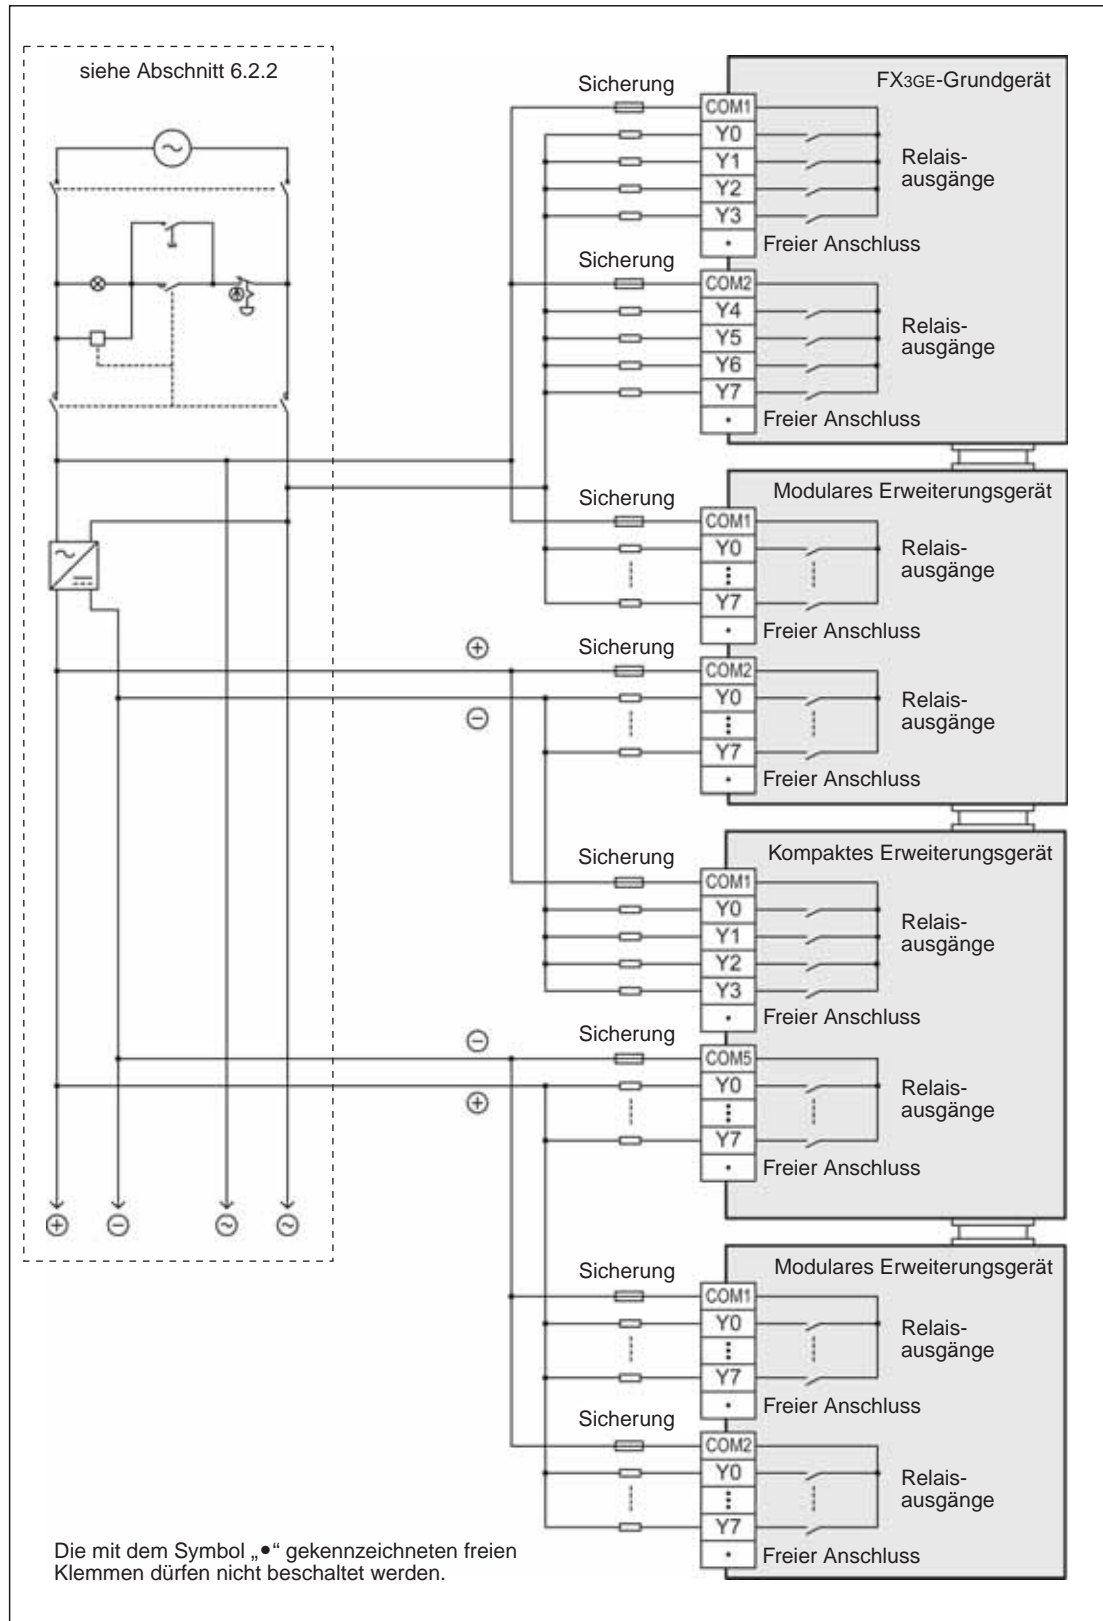 siehe Abschnitt 6.2.2
FX3GE-Grundgerät
Sicherung
COM1
Y0
Y1
Y2
Y3
•
Relais-
ausgänge
Freier Anschluss
Sicherung
COM2
Y4
Y5
Y6
Y7
•
Relais-
ausgänge
Freier Anschluss
Modulares Erweiterungsgerät
Sicherung
COM1
Y0
Y7
•
Relais-
ausgänge
Freier Anschluss
+
−
Sicherung
COM2
Y0
Y7
•
Relais-
ausgänge
Freier Anschluss
Kompaktes Erweiterungsgerät
Sicherung
COM1
Y0
Y1
Y2
Y3
•
Relais-
ausgänge
Freier Anschluss
−
+
Sicherung
COM5
Y0
Y7
•
Relais-
ausgänge
Freier Anschluss
+
−
~
~
Modulares Erweiterungsgerät
Sicherung
COM1
Y0
Y7
•
Relais-
ausgänge
Freier Anschluss
Sicherung
COM2
Y0
Y7
•
Relais-
ausgänge
Freier Anschluss
Die mit dem Symbol „•“ gekennzeichneten freien
Klemmen dürfen nicht beschaltet werden.